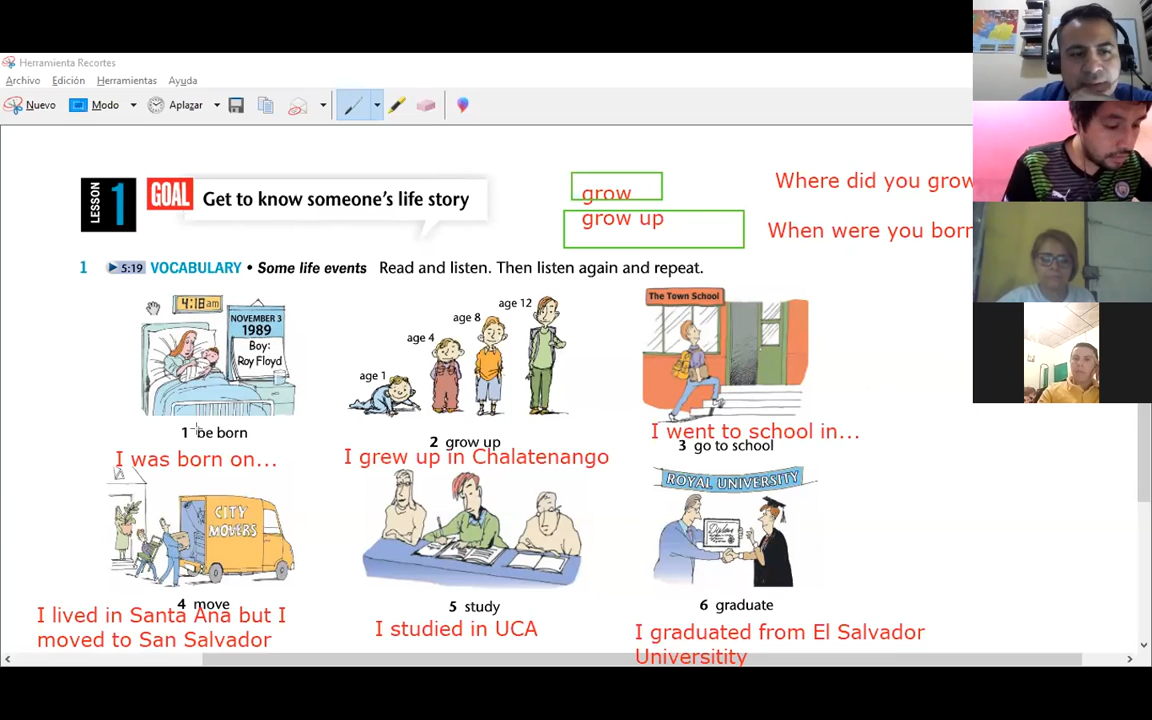 Herramienta Recortes
Archivo Edición Herramientas Ayuda
Nuevo Modo Aplazar
LESSON 1 GOAL Get to know someone's life story
grow
grow up
Where did you grow
When were you born
1 5:19 VOCABULARY • Some life events Read and listen. Then listen again and repeat.
4:18am
NOVEMBER 3
1989
Boy:
Roy Floyd
age 1
age 4
age 8
age 12
The Town School
1 be born
I was born on...
2 grow up
I grew up in Chalatenango
I went to school in...
3 go to school
CITY
MOVERS
ROYAL UNIVERSITY
Diploma
4 move
I lived in Santa Ana but I
moved to San Salvador
5 study
I studied in UCA
6 graduate
I graduated from El Salvador
Universitity